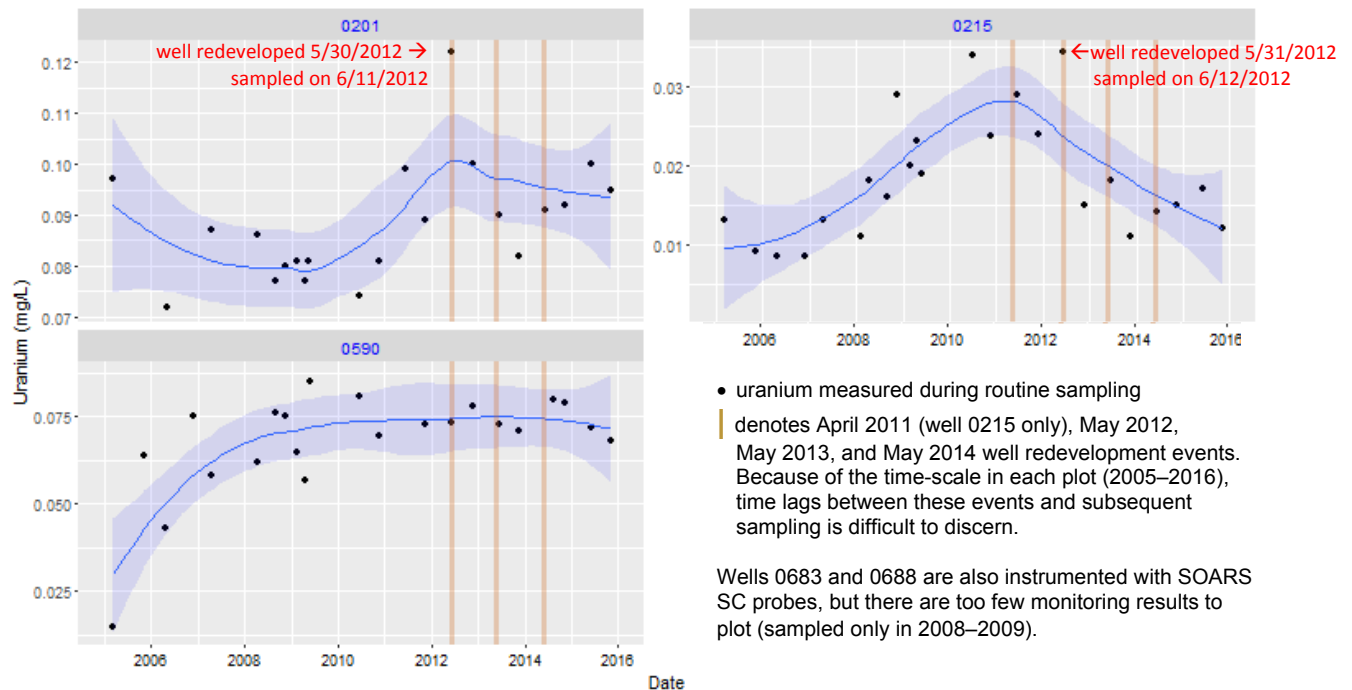 0201
well redeveloped 5/30/2012 →
sampled on 6/11/2012
0.12
0.11
0.10
0.09
0.08
0.07
0215
←well redeveloped 5/31/2012
sampled on 6/12/2012
0.03
0.02
0.01
2006 2008 2010 2012 2014 2016
Uranium (mg/L)
0590
0.075
0.050
0.025
2006 2008 2010 2012 2014 2016
Date
• uranium measured during routine sampling
denotes April 2011 (well 0215 only), May 2012,
May 2013, and May 2014 well redevelopment events.
Because of the time-scale in each plot (2005–2016),
time lags between these events and subsequent
sampling is difficult to discern.
Wells 0683 and 0688 are also instrumented with SOARS
SC probes, but there are too few monitoring results to
plot (sampled only in 2008–2009).